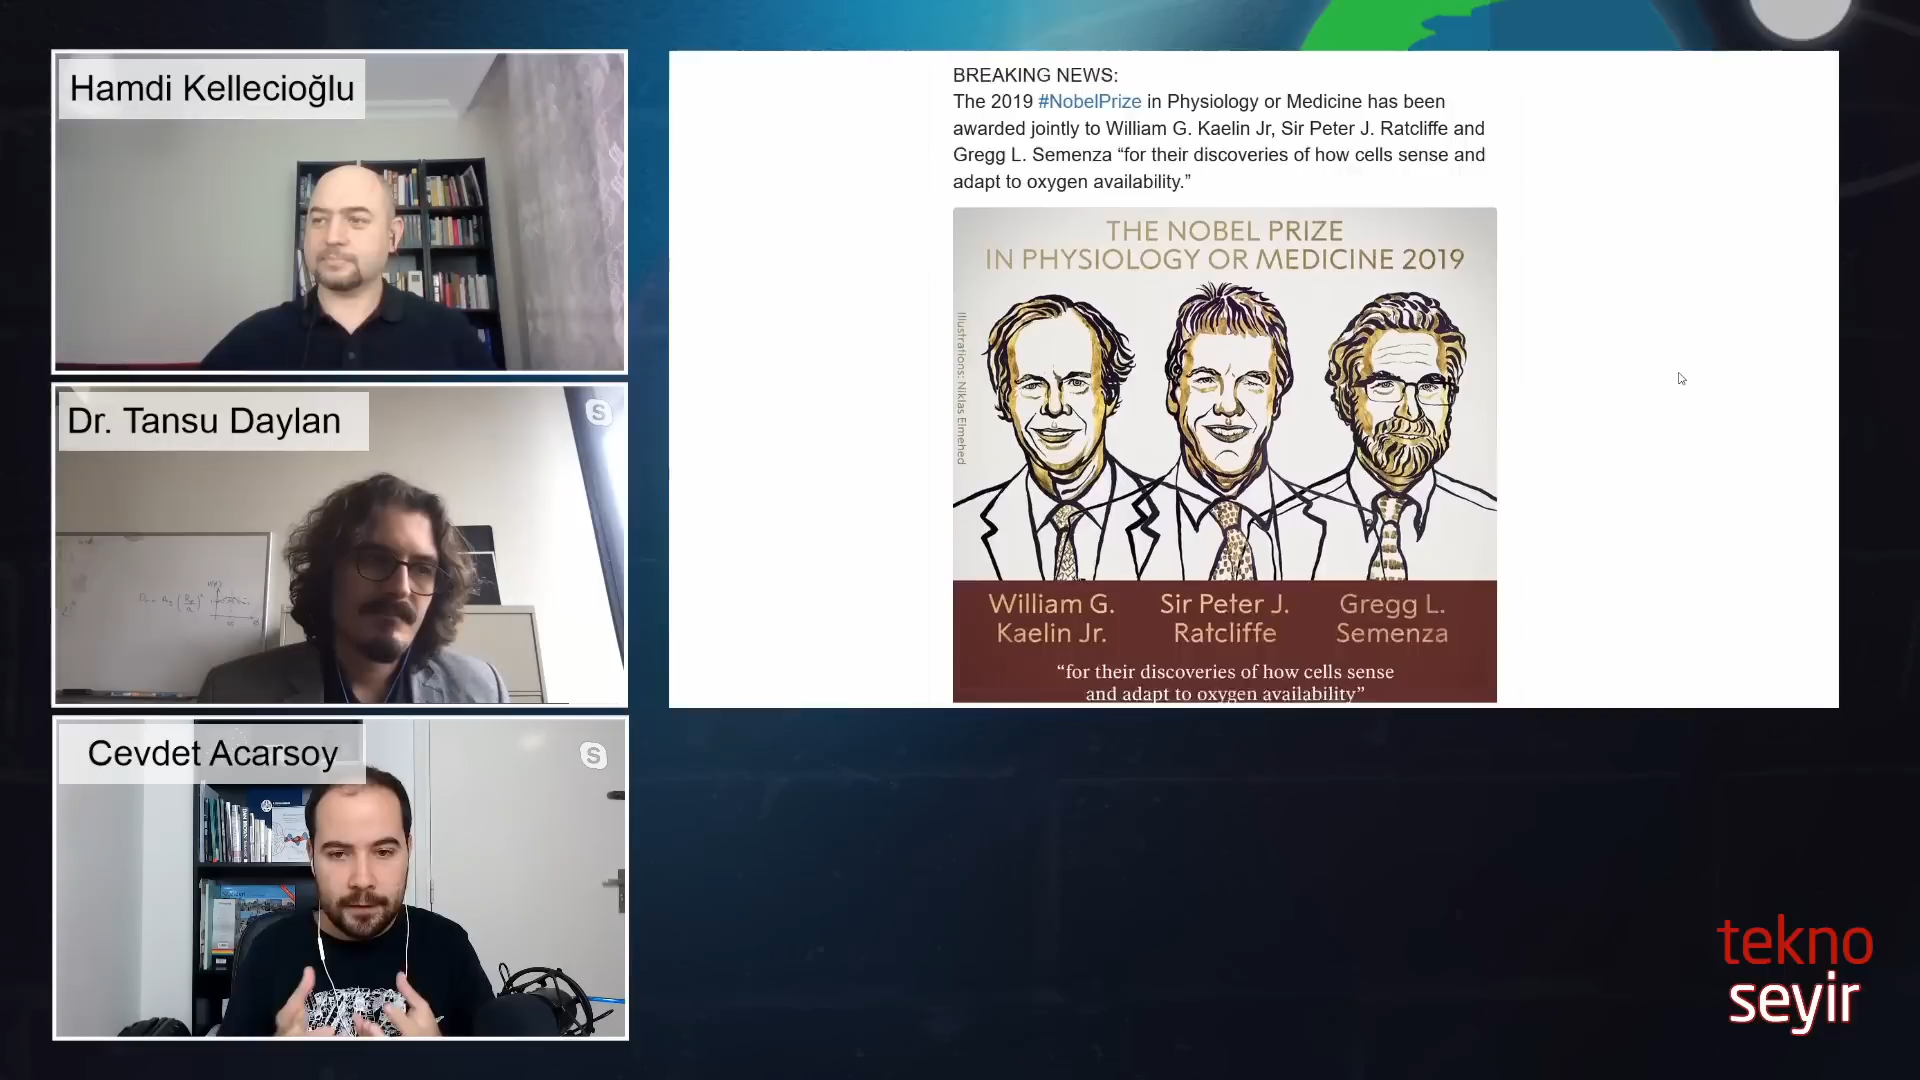 Hamdi Kellecioğlu
Dr. Tansu Daylan
Cevdet Acarsoy
BREAKING NEWS:
The 2019 #NobelPrize in Physiology or Medicine has been
awarded jointly to William G. Kaelin Jr, Sir Peter J. Ratcliffe and
Gregg L. Semenza “for their discoveries of how cells sense and
adapt to oxygen availability.”
THE NOBEL PRIZE
IN PHYSIOLOGY OR MEDICINE 2019
Illustrations: Niklas Elmehed
William G.
Kaelin Jr.
Sir Peter J.
Ratcliffe
Gregg L.
Semenza
“for their discoveries of how cells sense
and adapt to oxygen availability”
tekno
seyir